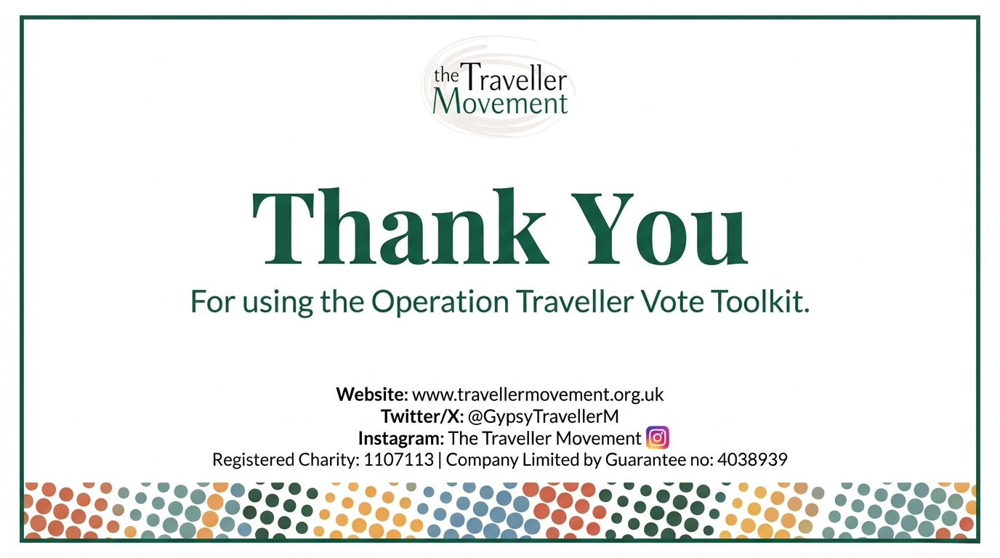 the Traveller
Movement
Thank You
For using the Operation Traveller Vote Toolkit.
Website: www.travellermovement.org.uk
Twitter/X: @GypsyTravellerM
Instagram: The Traveller Movement
Registered Charity: 1107113 | Company Limited by Guarantee no: 4038939